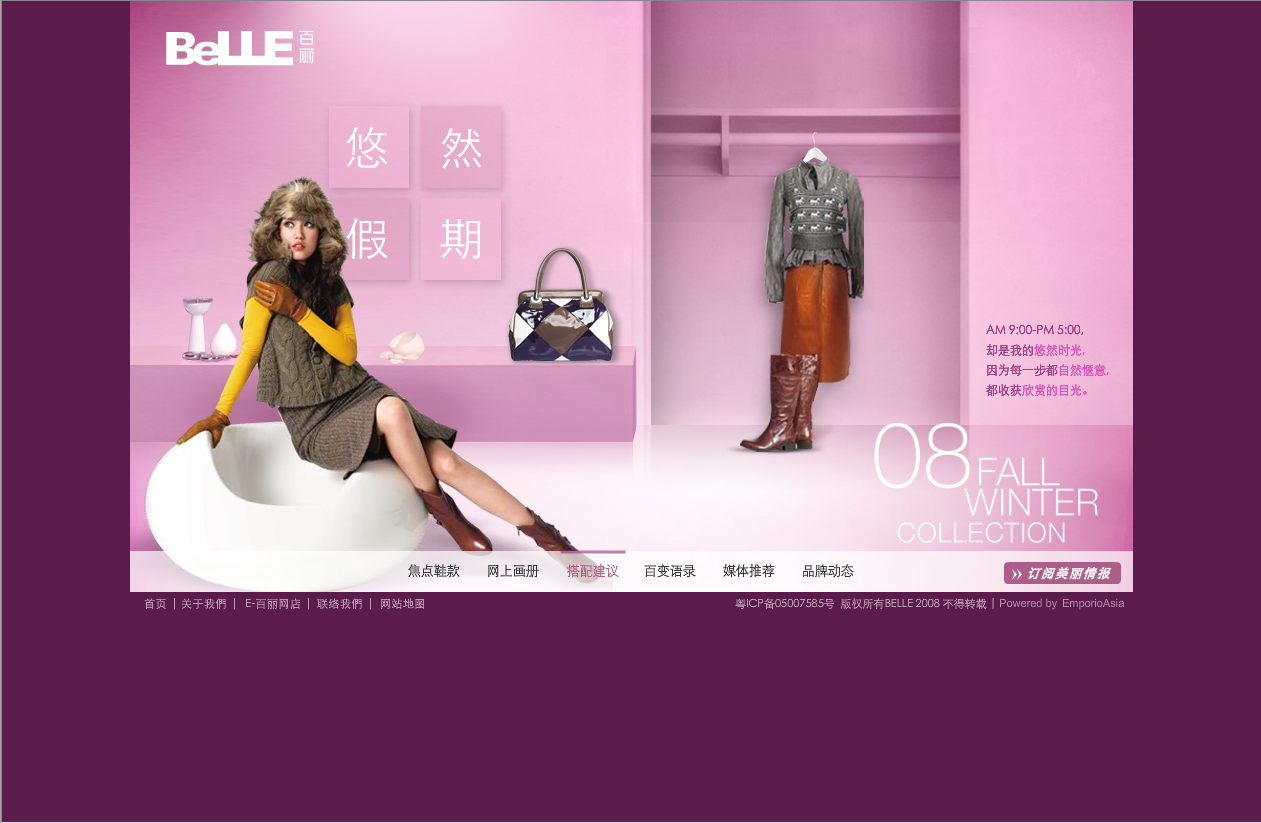 BeLLE 百丽
悠然
假期
AM 9:00-PM 5:00,
却是我的悠然时光,
因为每一步都自然惬意,
都收获欣赏的目光。
08 FALL
WINTER
COLLECTION
焦点鞋款 网上画册 搭配建议 百变语录 媒体推荐 品牌动态
订阅美丽情报
首页 | 关于我們 | E-百丽网店 | 联络我們 | 网站地图
粤ICP备05007585号 版权所有BELLE 2008 不得转载 | Powered by EmporioAsia